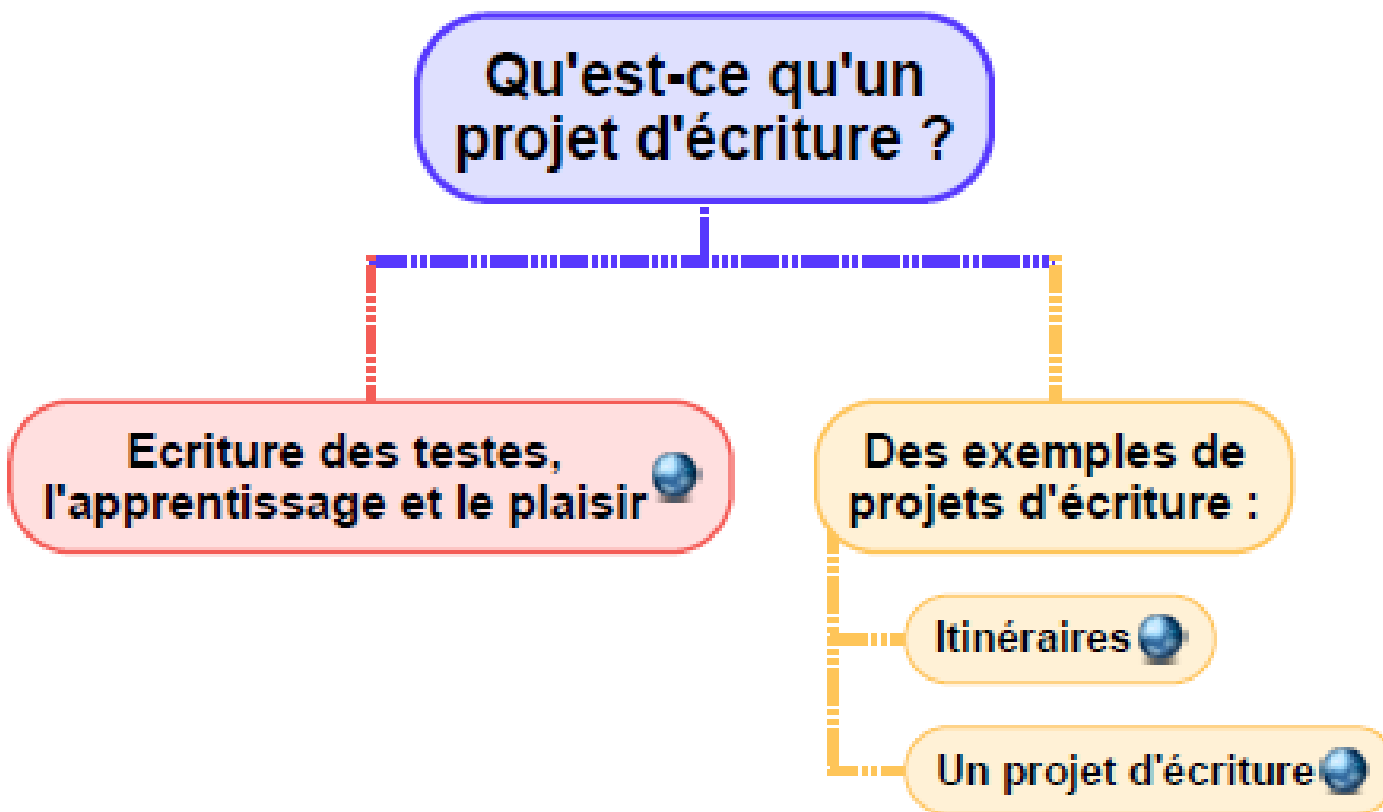 Qu'est-ce qu'un
projet d'écriture ?
Ecriture des testes,
l'apprentissage et le plaisir
Des exemples de
projets d'écriture :
Itinéraires
Un projet d'écriture